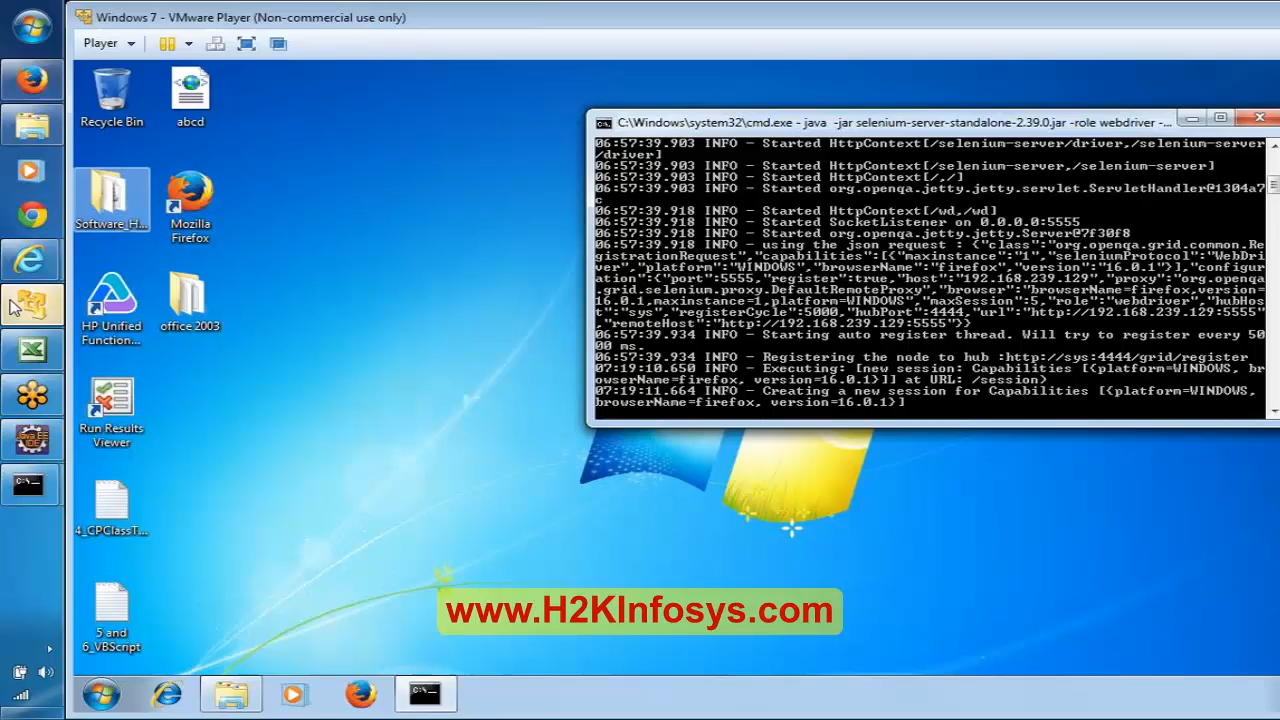 Windows 7 - VMware Player (Non-commercial use only)
Player
Recycle Bin
abcd
Software_H...
Mozilla
Firefox
HP Unified
Function...
office 2003
Run Results
Viewer
4_CPClassT...
5 and
6_VBScript
C:\Windows\system32\cmd.exe - java -jar selenium-server-standalone-2.39.0.jar -role webdriver -...
06:57:39.903 INFO - Started HttpContext[/selenium-server/driver,/selenium-server
/driver]
06:57:39.903 INFO - Started HttpContext[/selenium-server,/selenium-server]
06:57:39.903 INFO - Started HttpContext[/,/]
06:57:39.903 INFO - Started org.openqa.jetty.jetty.servlet.ServletHandler@1304a7
c
06:57:39.918 INFO - Started HttpContext[/wd,/wd]
06:57:39.918 INFO - Started SocketListener on 0.0.0.0:5555
06:57:39.918 INFO - Started org.openqa.jetty.jetty.Server@7f30f8
06:57:39.918 INFO - using the json request : {"class":"org.openqa.grid.common.Re
gistrationRequest","capabilities":[{"maxinstance":"1","seleniumProtocol":"WebDri
ver","platform":"WINDOWS","browserName":"firefox","version":"16.0.1"}],"configur
ation":{"port":5555,"register":true,"host":"192.168.239.129","proxy":"org.openqa
.grid.selenium.proxy.DefaultRemoteProxy","browser":"browserName=firefox,version=
16.0.1,maxinstance=1,platform=WINDOWS","maxSession":5,"role":"webdriver","hubHos
t":"sys","registerCycle":5000,"hubPort":4444,"url":"http://192.168.239.129:5555"
,"remoteHost":"http://192.168.239.129:5555"}}
06:57:39.934 INFO - Starting auto register thread. Will try to register every 50
00 ms.
06:57:39.934 INFO - Registering the node to hub :http://sys:4444/grid/register
07:19:10.650 INFO - Executing: [new session: Capabilities [{platform=WINDOWS, br
owserName=firefox, version=16.0.1}]] at URL: /session)
07:19:11.664 INFO - Creating a new session for Capabilities [{platform=WINDOWS,
browserName=firefox, version=16.0.1}]
www.H2KInfosys.com